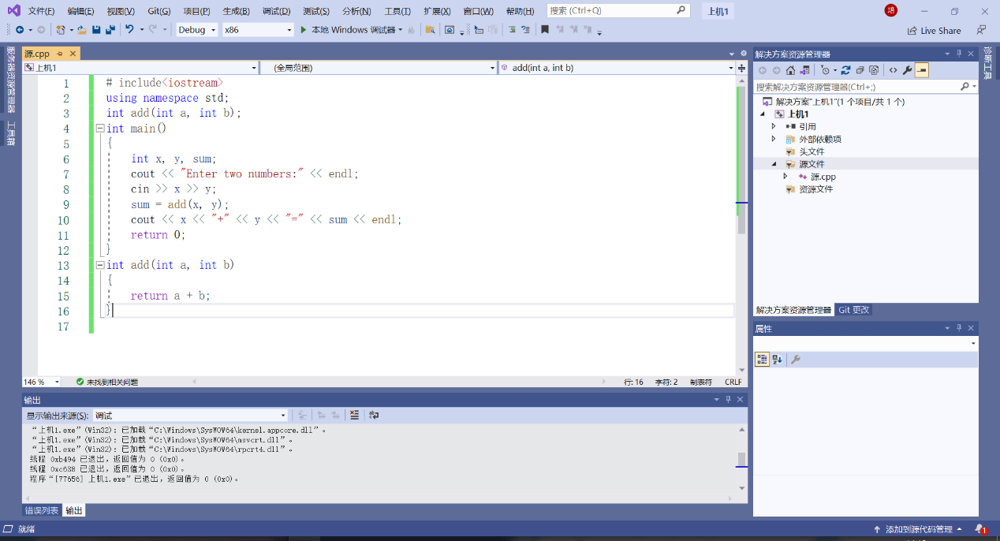 文件(F) 编辑(E) 视图(V) Git(G) 项目(P) 生成(B) 调试(D) 测试(S) 分析(N) 工具(T) 扩展(X) 窗口(W) 帮助(H) 搜索 (Ctrl+Q) 上机1 培
Debug x86 本地 Windows 调试器 Live Share
服务器资源管理器
工具箱
源.cpp
上机1 (全局范围) add(int a, int b)
1 # include<iostream>
2 using namespace std;
3 int add(int a, int b);
4 int main()
5 {
6 int x, y, sum;
7 cout << "Enter two numbers:" << endl;
8 cin >> x >> y;
9 sum = add(x, y);
10 cout << x << "+" << y << "=" << sum << endl;
11 return 0;
12 }
13 int add(int a, int b)
14 {
15 return a + b;
16 }
17
146 % 未找到相关问题 行: 16 字符: 2 制表符 CRLF
输出
显示输出来源(S): 调试
“上机1.exe”(Win32): 已加载“C:\Windows\SysWOW64\kernel.appcore.dll”。
“上机1.exe”(Win32): 已加载“C:\Windows\SysWOW64\msvcrt.dll”。
“上机1.exe”(Win32): 已加载“C:\Windows\SysWOW64\rpcrt4.dll”。
线程 0xb494 已退出，返回值为 0 (0x0)。
线程 0xc638 已退出，返回值为 0 (0x0)。
程序“[77656] 上机1.exe”已退出，返回值为 0 (0x0)。
错误列表 输出
解决方案资源管理器
搜索解决方案资源管理器(Ctrl+;)
解决方案“上机1”(1 个项目/共 1 个)
上机1
引用
外部依赖项
头文件
源文件
源.cpp
资源文件
解决方案资源管理器 Git 更改
属性
诊断工具
就绪 添加到源代码管理 1